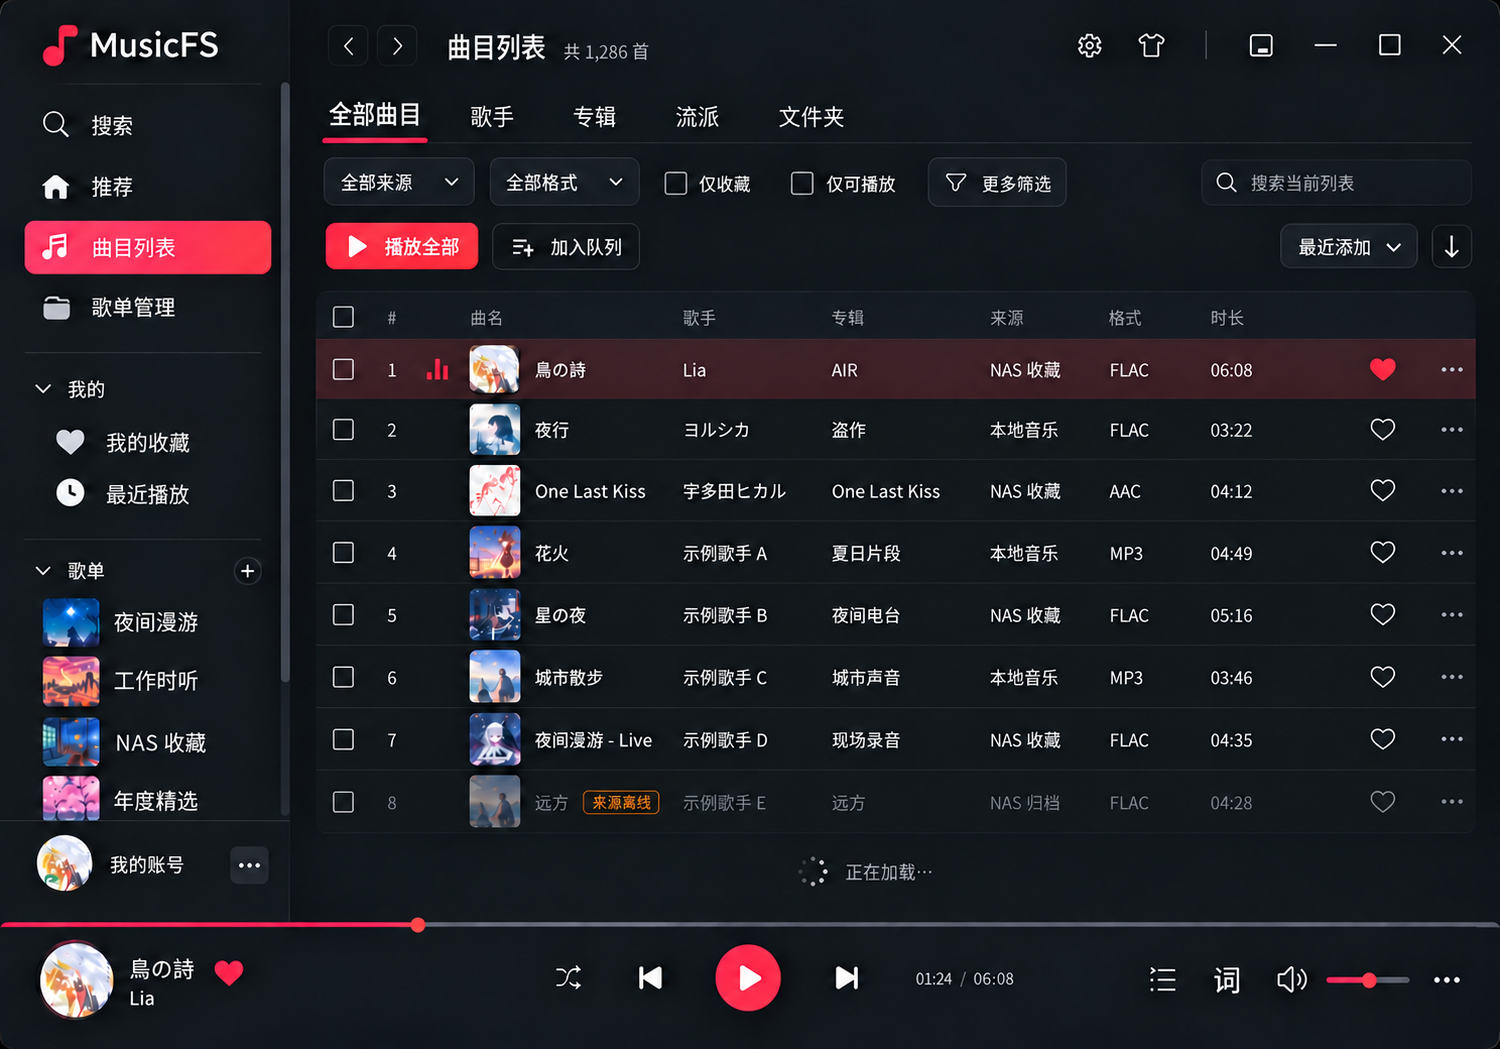 MusicFS
搜索
推荐
曲目列表
歌单管理
我的
我的收藏
最近播放
歌单
夜间漫游
工作时听
NAS 收藏
年度精选
我的账号
曲目列表 共 1,286 首
全部曲目 歌手 专辑 流派 文件夹
全部来源 全部格式 仅收藏 仅可播放 更多筛选 搜索当前列表
播放全部 加入队列 最近添加
# 曲名 歌手 专辑 来源 格式 时长
1 鳥の詩 Lia AIR NAS 收藏 FLAC 06:08
2 夜行 ヨルシカ 盗作 本地音乐 FLAC 03:22
3 One Last Kiss 宇多田ヒカル One Last Kiss NAS 收藏 AAC 04:12
4 花火 示例歌手 A 夏日片段 本地音乐 MP3 04:49
5 星の夜 示例歌手 B 夜间电台 NAS 收藏 FLAC 05:16
6 城市散步 示例歌手 C 城市声音 本地音乐 MP3 03:46
7 夜间漫游 - Live 示例歌手 D 现场录音 NAS 收藏 FLAC 04:35
8 远方 来源离线 示例歌手 E 远方 NAS 归档 FLAC 04:28
正在加载…
鳥の詩
Lia
01:24 / 06:08
词